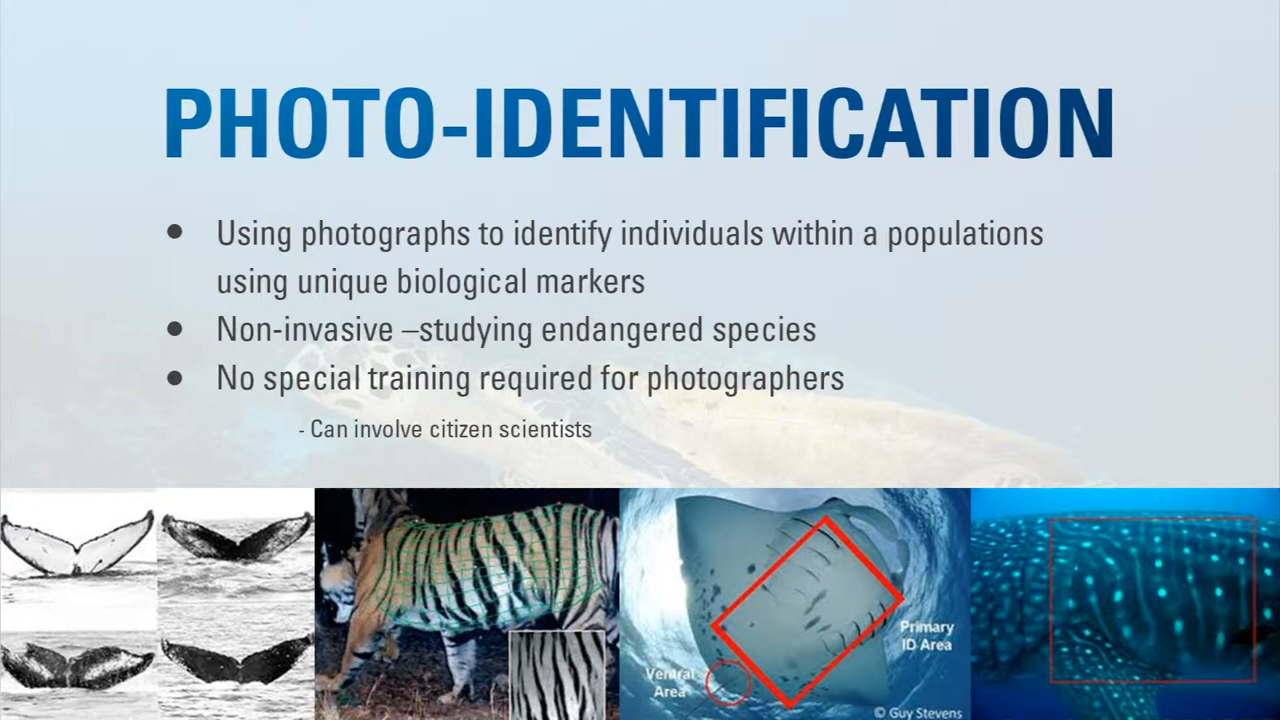 PHOTO-IDENTIFICATION
● Using photographs to identify individuals within a populations
using unique biological markers
● Non-invasive –studying endangered species
● No special training required for photographers
- Can involve citizen scientists
Primary
ID Area
Ventral
Area
© Guy Stevens